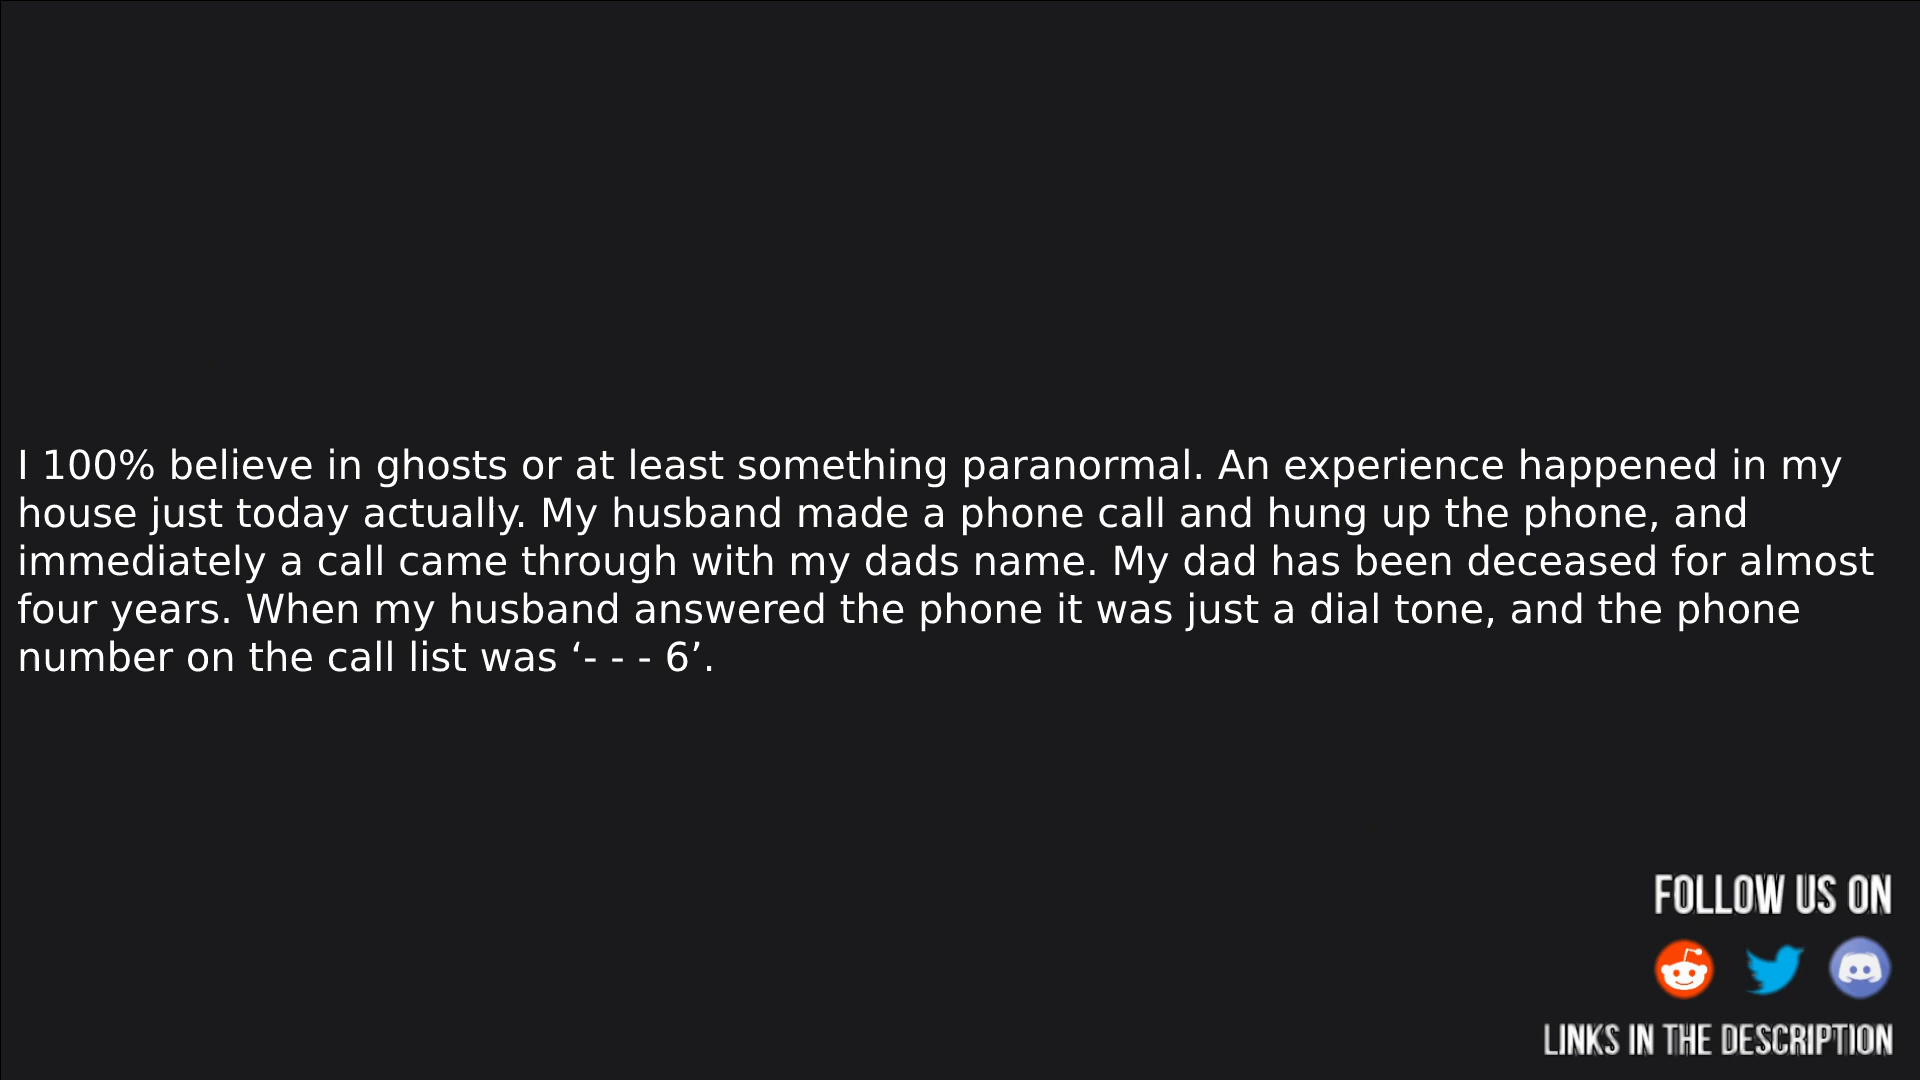 I 100% believe in ghosts or at least something paranormal. An experience happened in my
house just today actually. My husband made a phone call and hung up the phone, and
immediately a call came through with my dads name. My dad has been deceased for almost
four years. When my husband answered the phone it was just a dial tone, and the phone
number on the call list was ‘- - - 6’.
FOLLOW US ON
LINKS IN THE DESCRIPTION